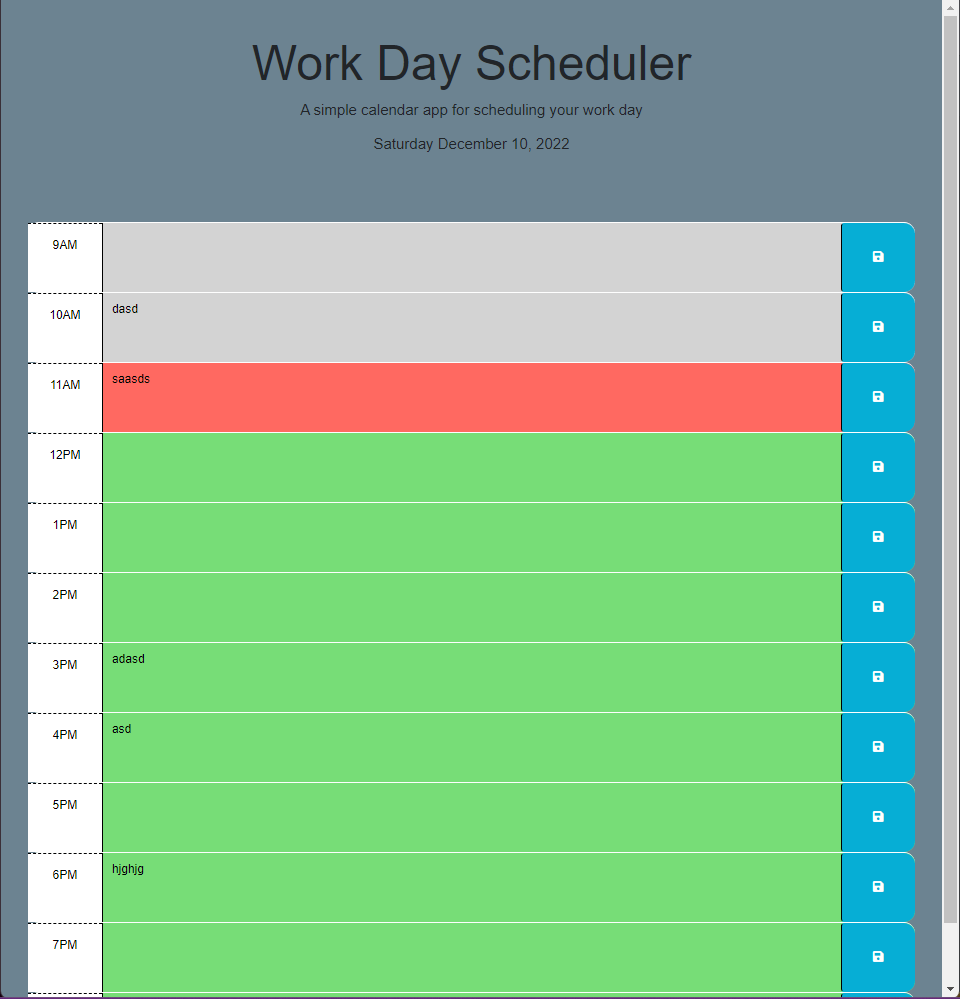 Work Day Scheduler
A simple calendar app for scheduling your work day
Saturday December 10, 2022
9AM
10AM dasd
11AM saasds
12PM
1PM
2PM
3PM adasd
4PM asd
5PM
6PM hjghjg
7PM